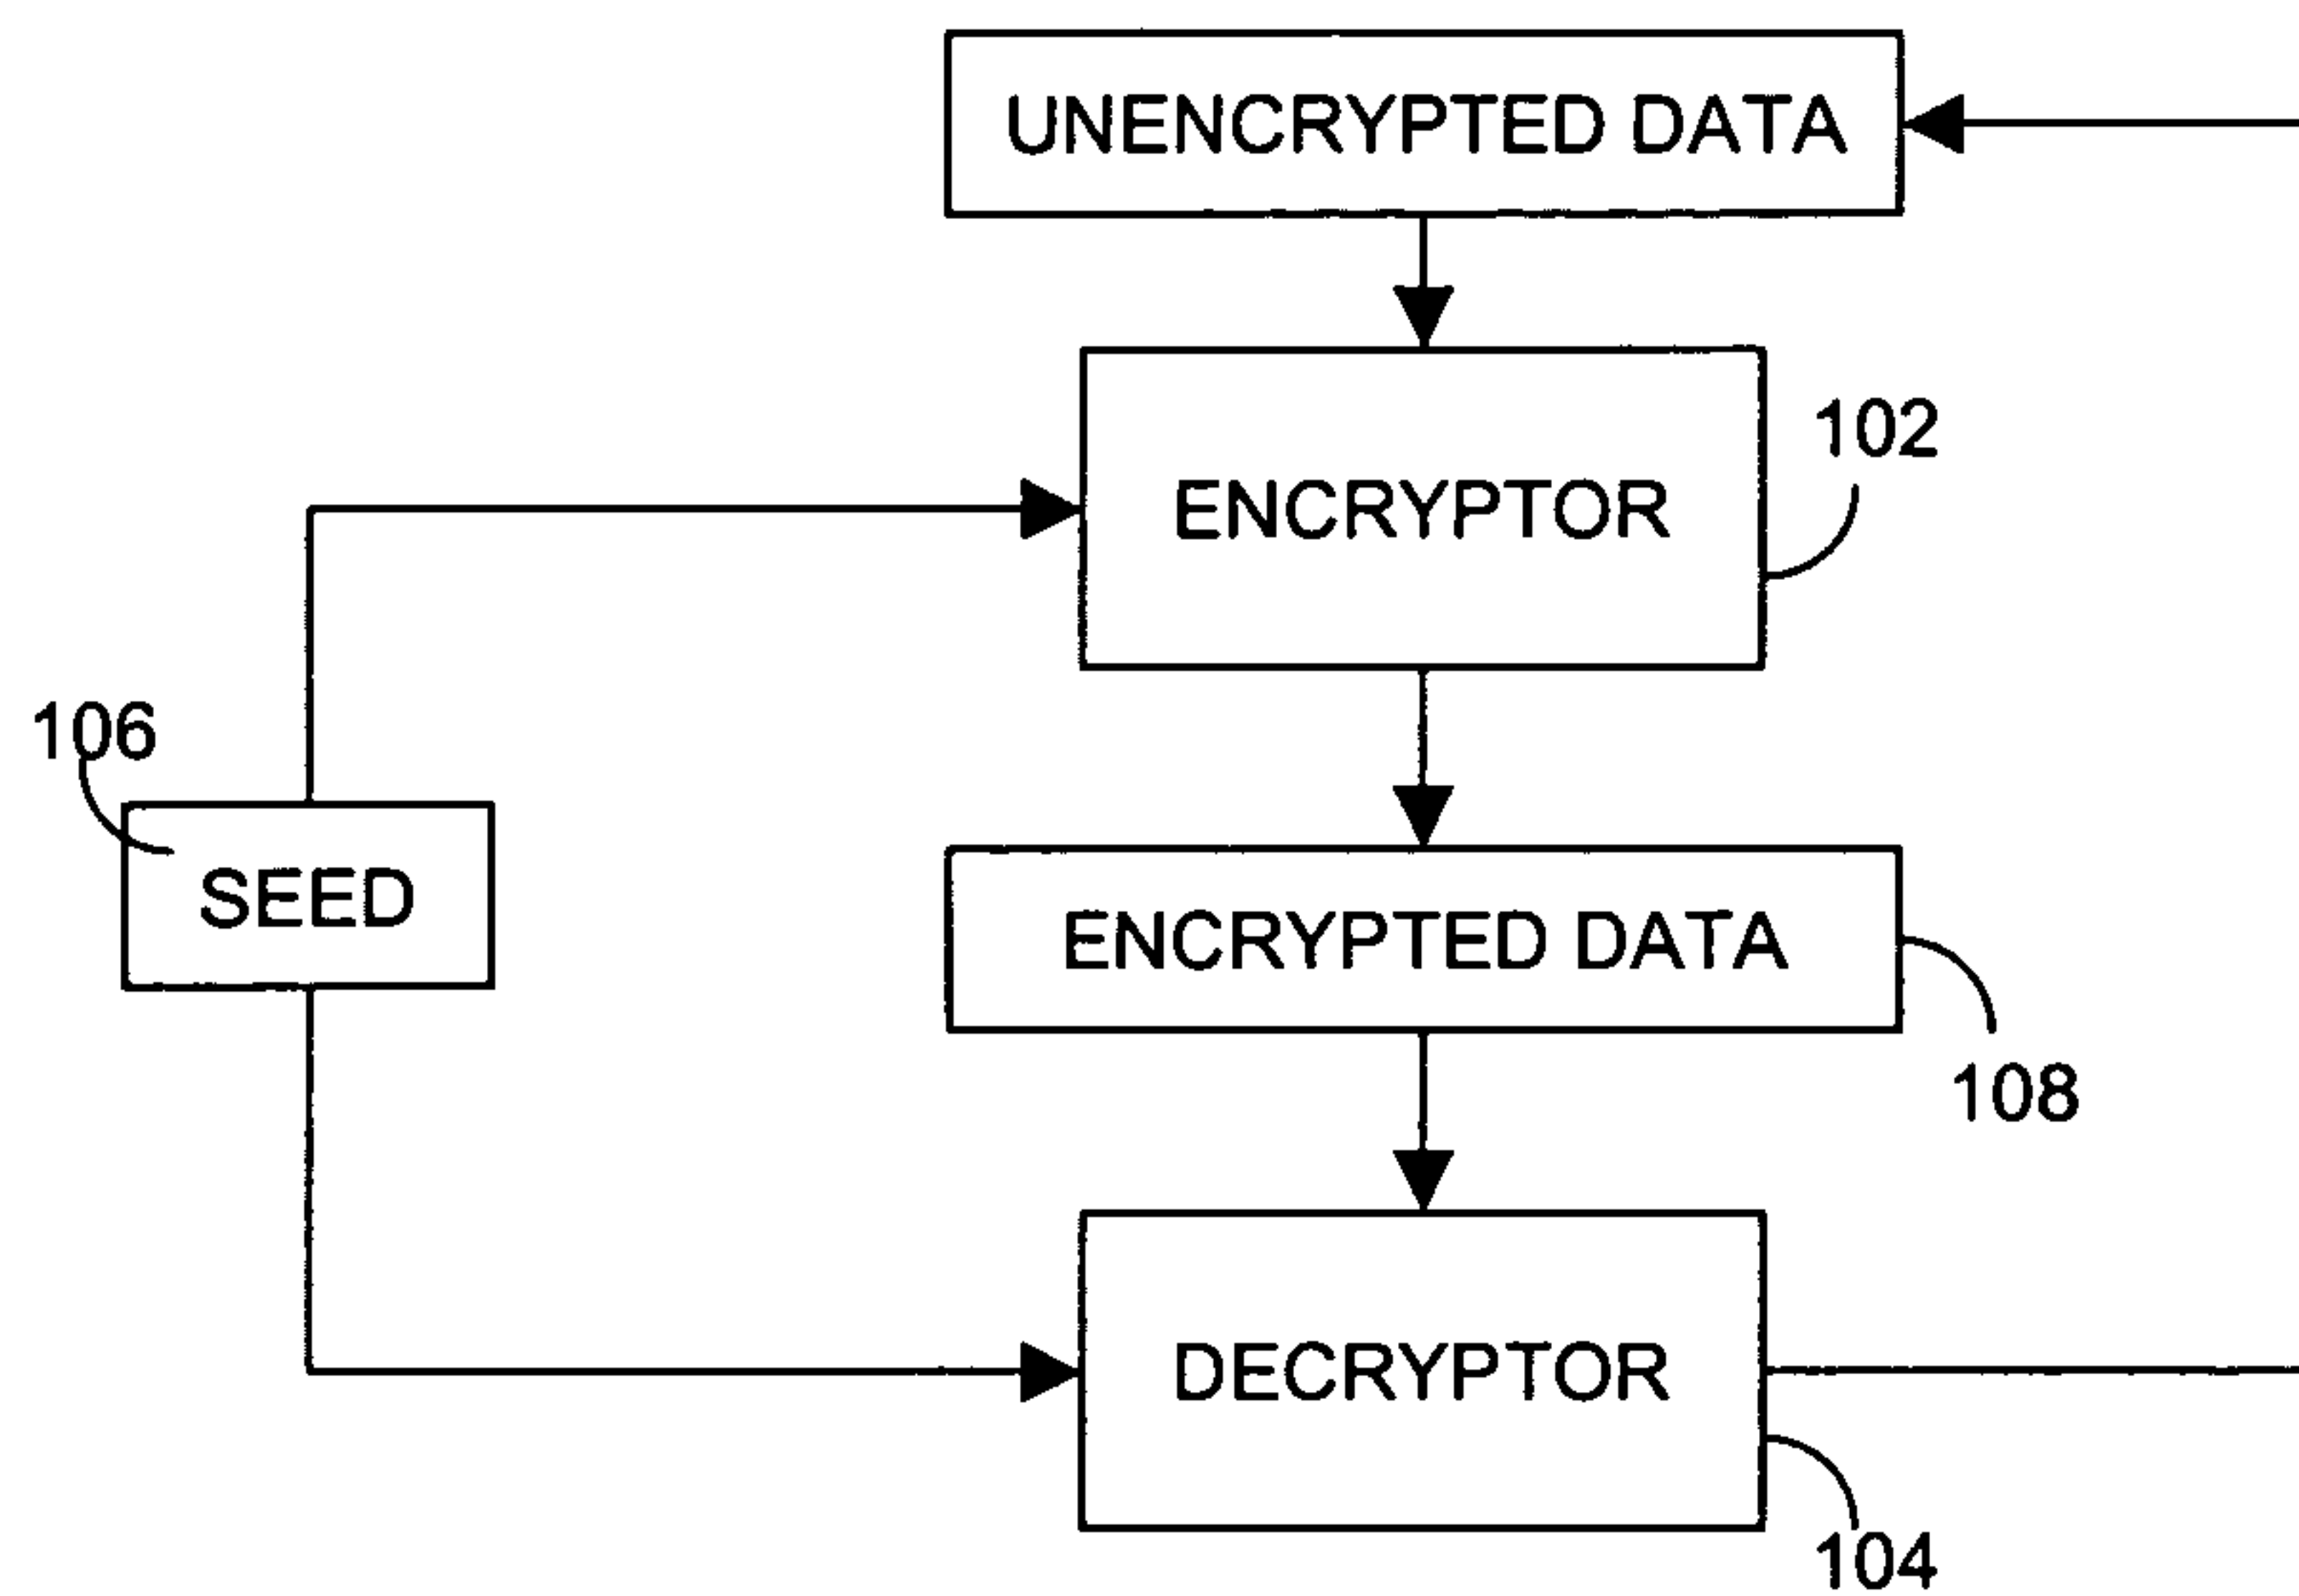 UNENCRYPTED DATA
102
ENCRYPTOR
106
SEED
ENCRYPTED DATA
108
DECRYPTOR
104